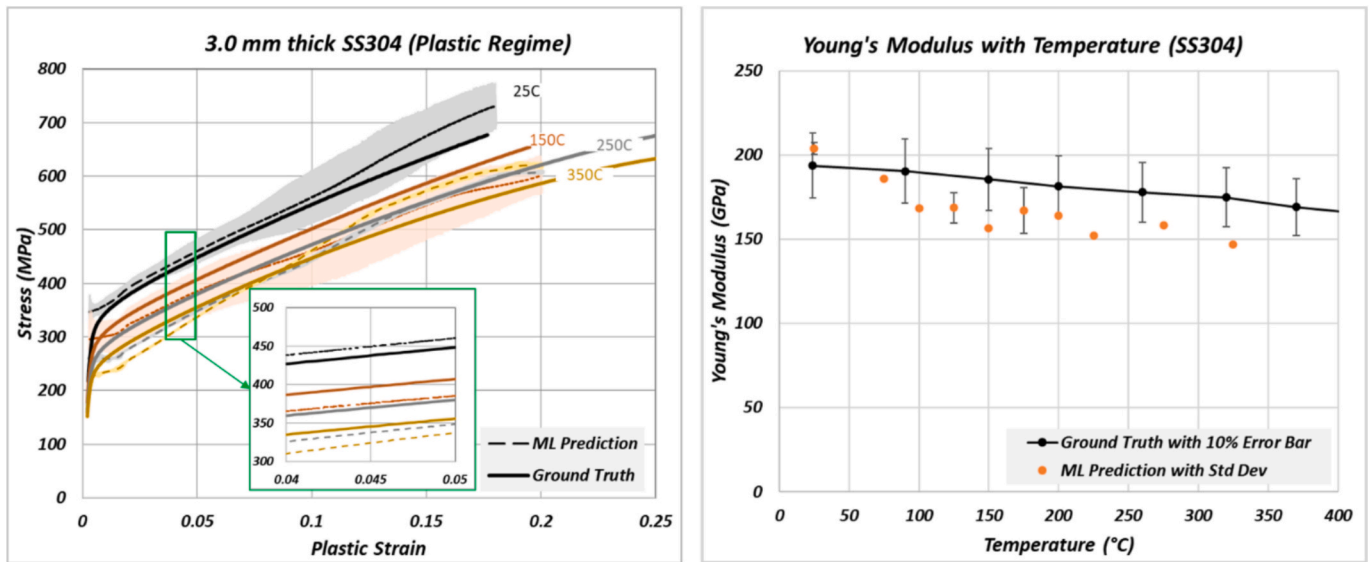 3.0 mm thick SS304 (Plastic Regime)
800
700
600
500
400
300
200
100
0
Stress (MPa)
25C
150C
250C
350C
500
450
400
350
300
0.04 0.045 0.05
ML Prediction
Ground Truth
0 0.05 0.1 0.15 0.2 0.25
Plastic Strain
Young's Modulus with Temperature (SS304)
250
200
150
100
50
0
Young's Modulus (GPa)
Ground Truth with 10% Error Bar
ML Prediction with Std Dev
0 50 100 150 200 250 300 350 400
Temperature (°C)